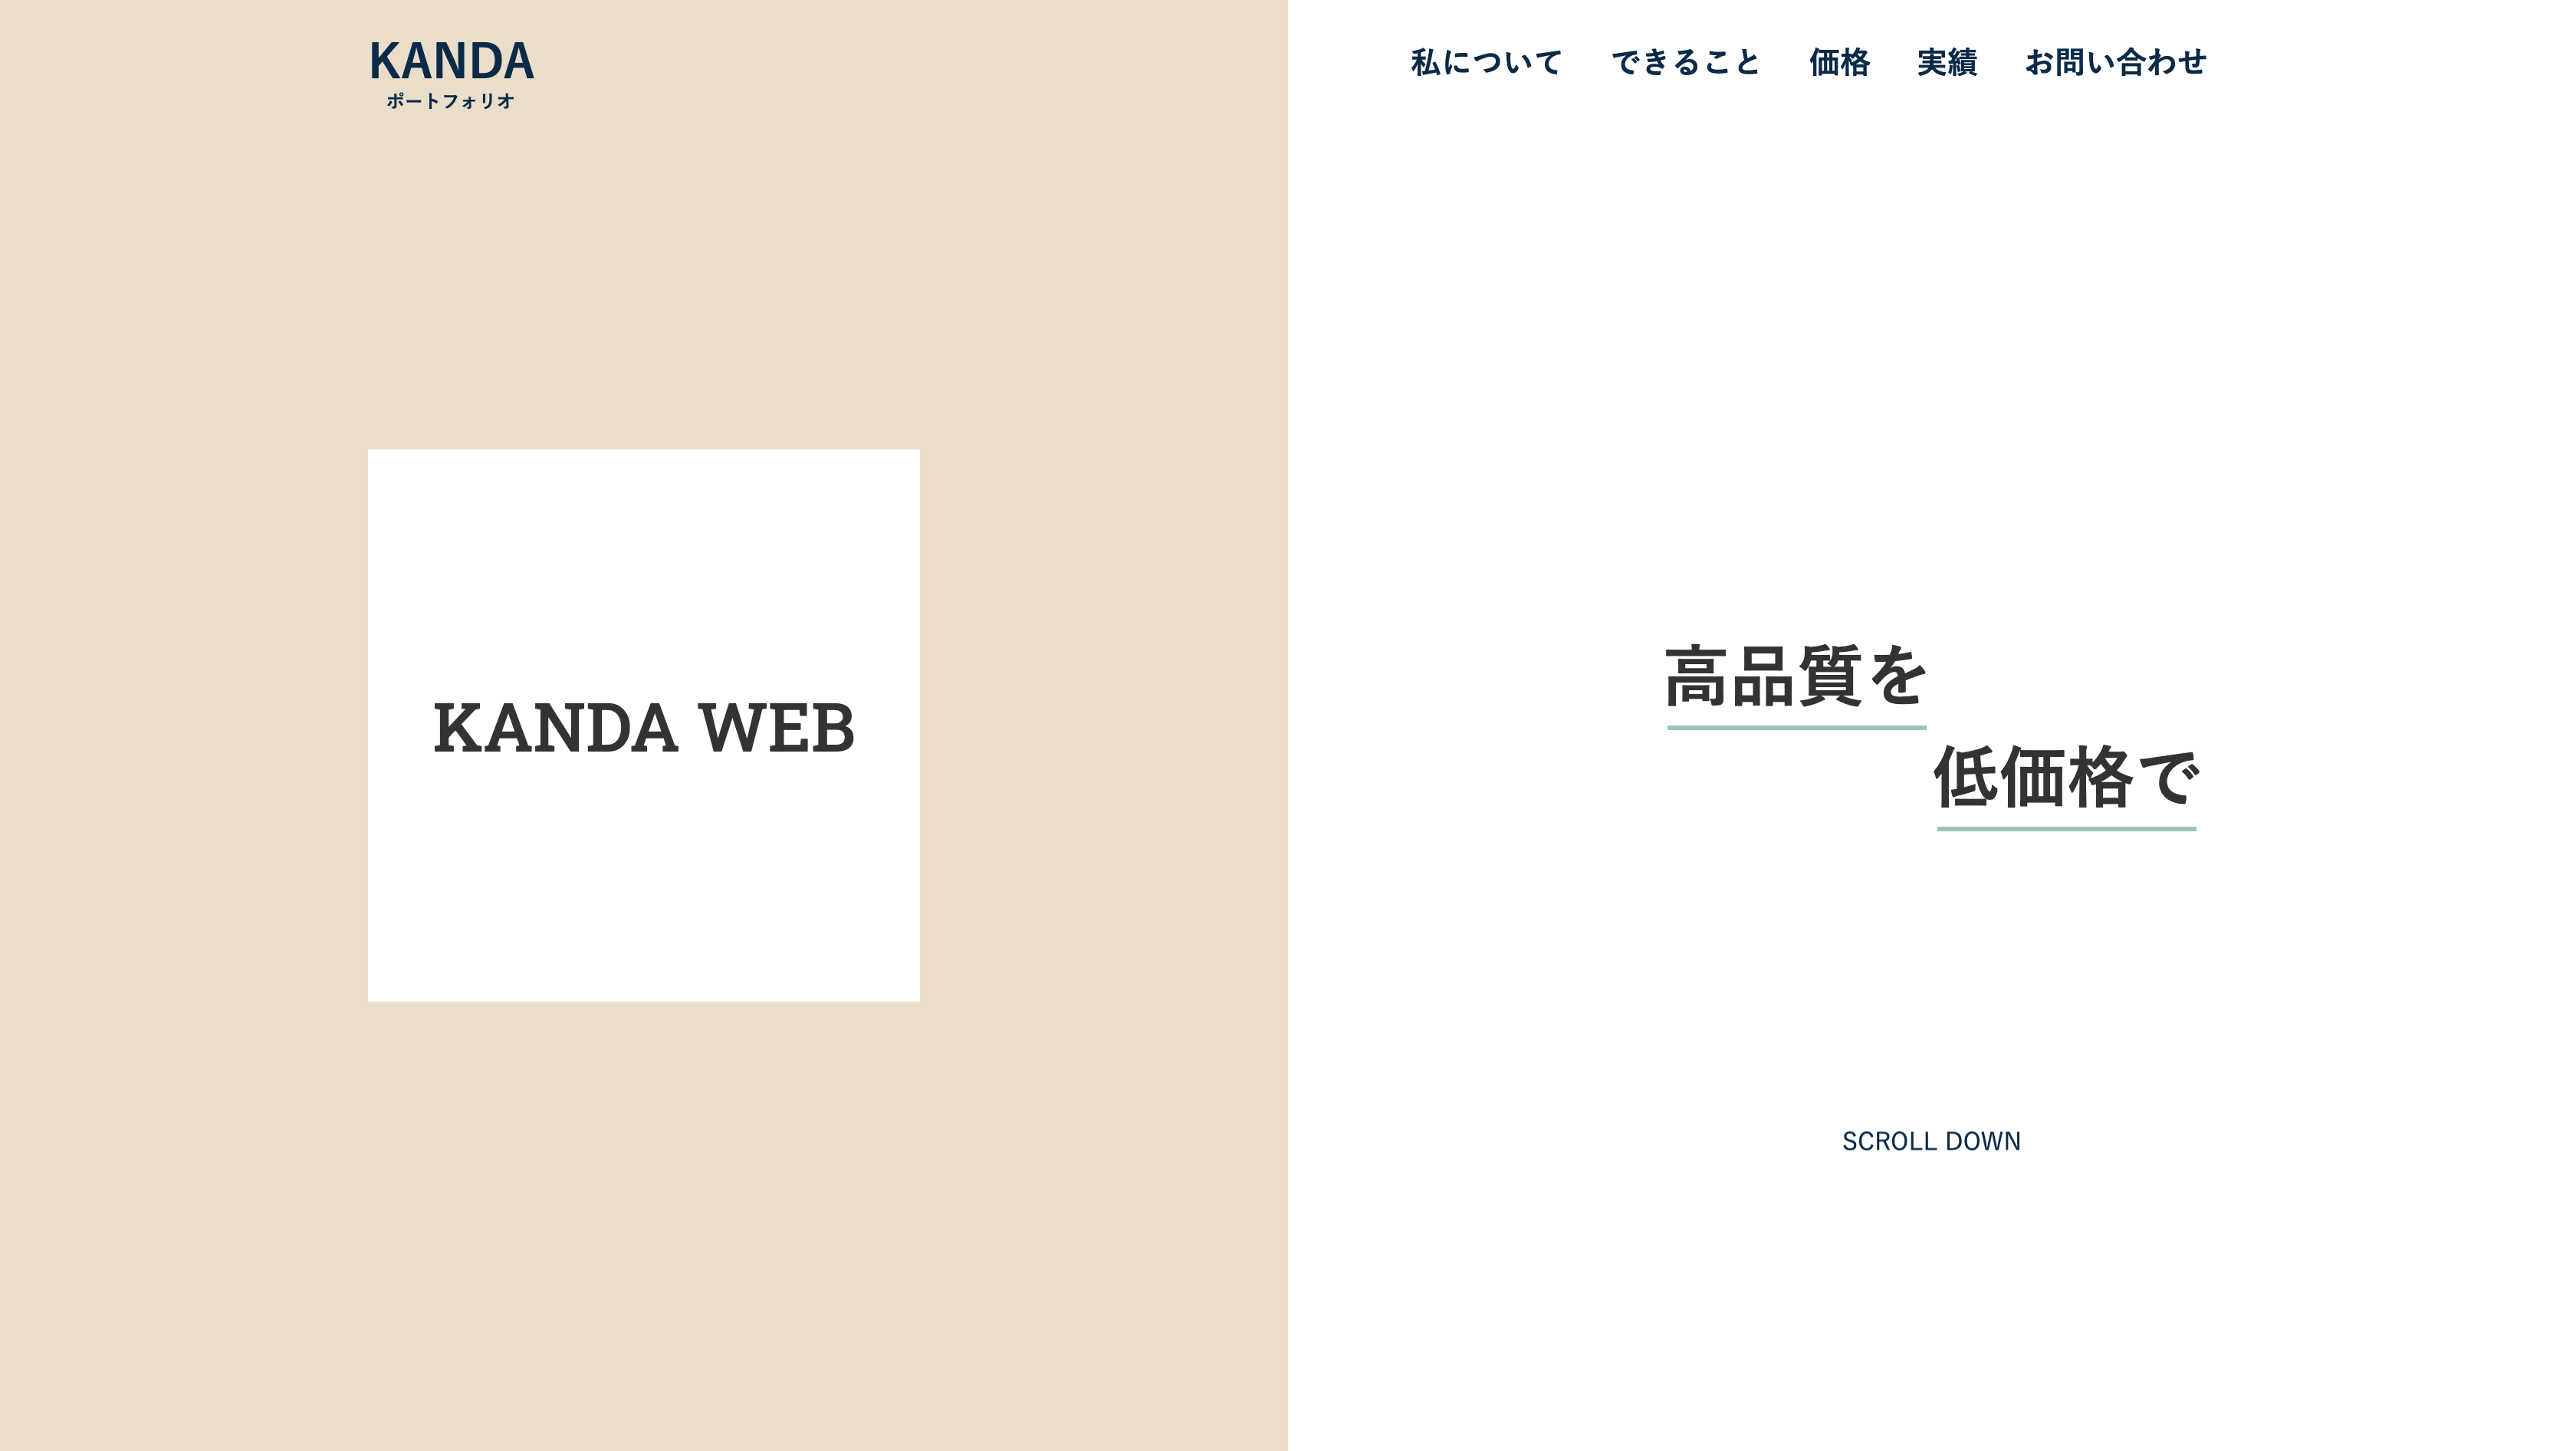 KANDA
ポートフォリオ
私について できること 価格 実績 お問い合わせ
KANDA WEB
高品質を
低価格で
SCROLL DOWN